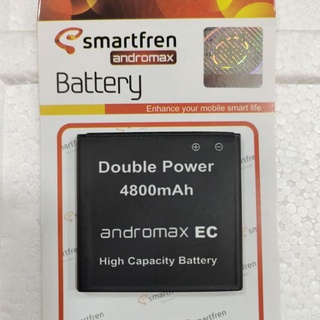 smartfren
andromax
Battery
Enhance your mobile smart life
Double Power
4800mAh
andromax EC
High Capacity Battery
smartfren